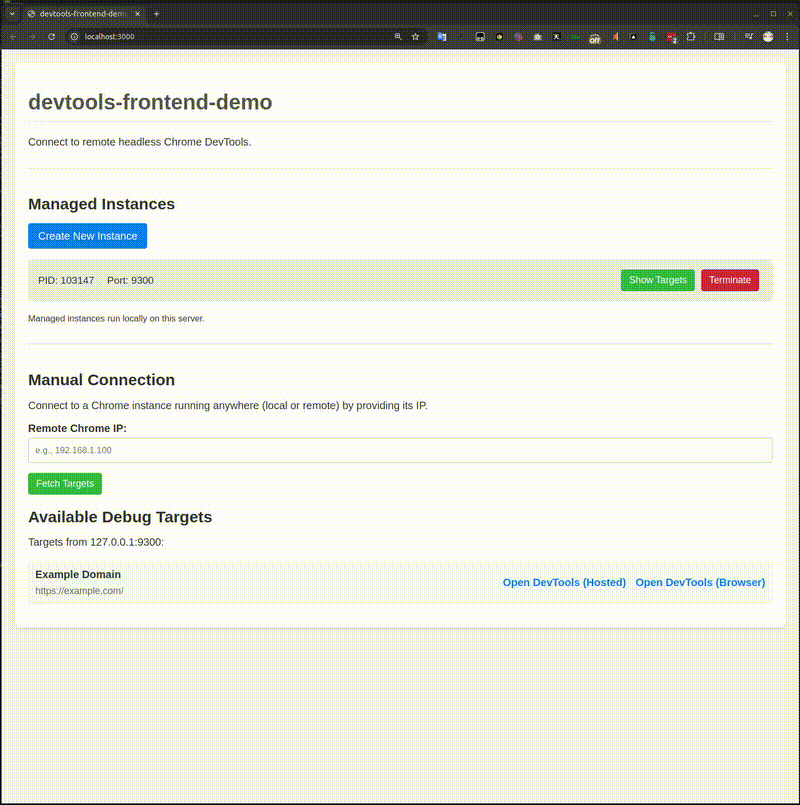 devtools-frontend-demo
localhost:3000
Off
2
devtools-frontend-demo
Connect to remote headless Chrome DevTools.
Managed Instances
Create New Instance
PID: 103147 Port: 9300
Show Targets
Terminate
Managed instances run locally on this server.
Manual Connection
Connect to a Chrome instance running anywhere (local or remote) by providing its IP.
Remote Chrome IP:
e.g., 192.168.1.100
Fetch Targets
Available Debug Targets
Targets from 127.0.0.1:9300:
Example Domain
https://example.com/
Open DevTools (Hosted)
Open DevTools (Browser)